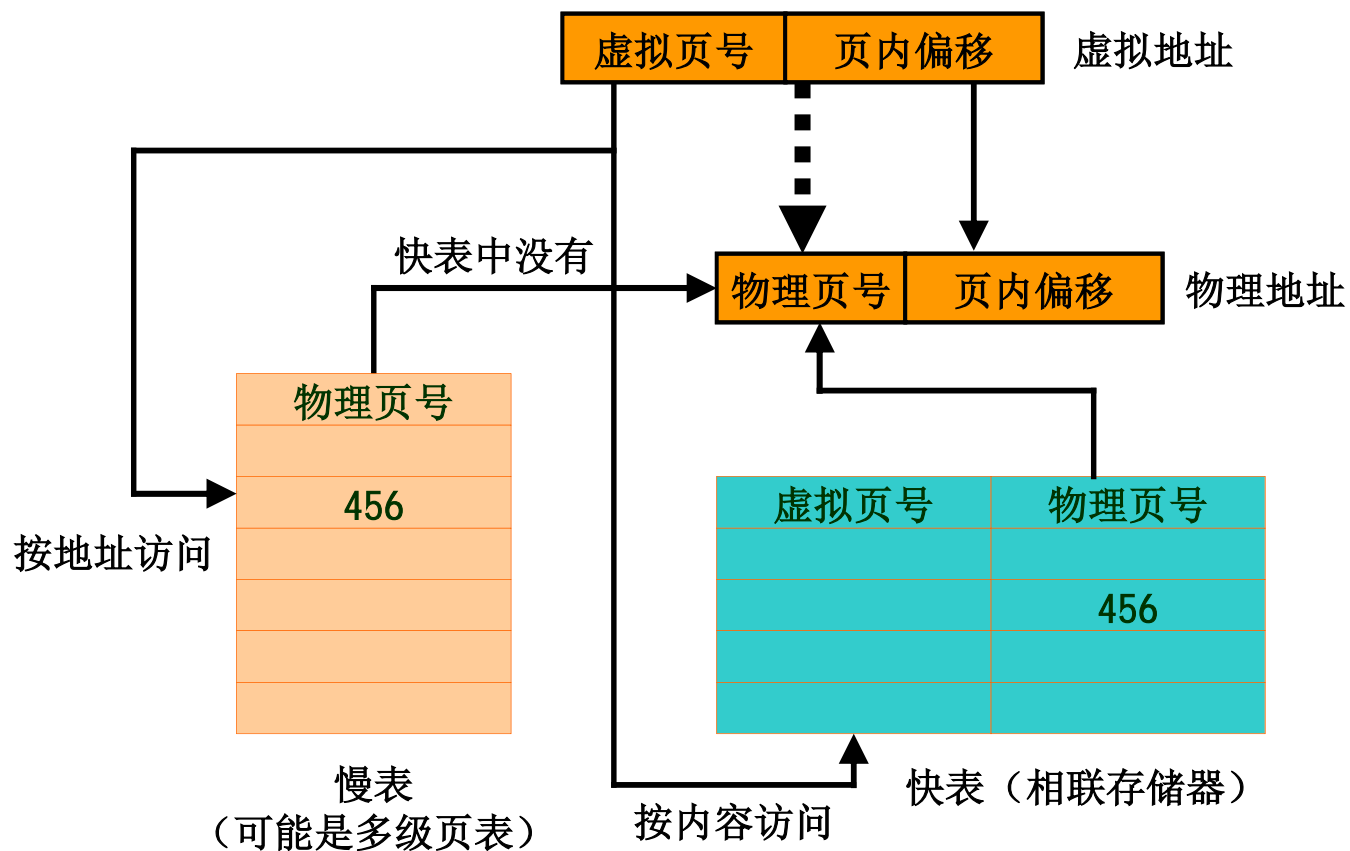 虚拟页号 页内偏移 虚拟地址
快表中没有
物理页号 页内偏移 物理地址
物理页号
456
按地址访问
虚拟页号 物理页号
456
慢表
（可能是多级页表）
快表（相联存储器）
按内容访问